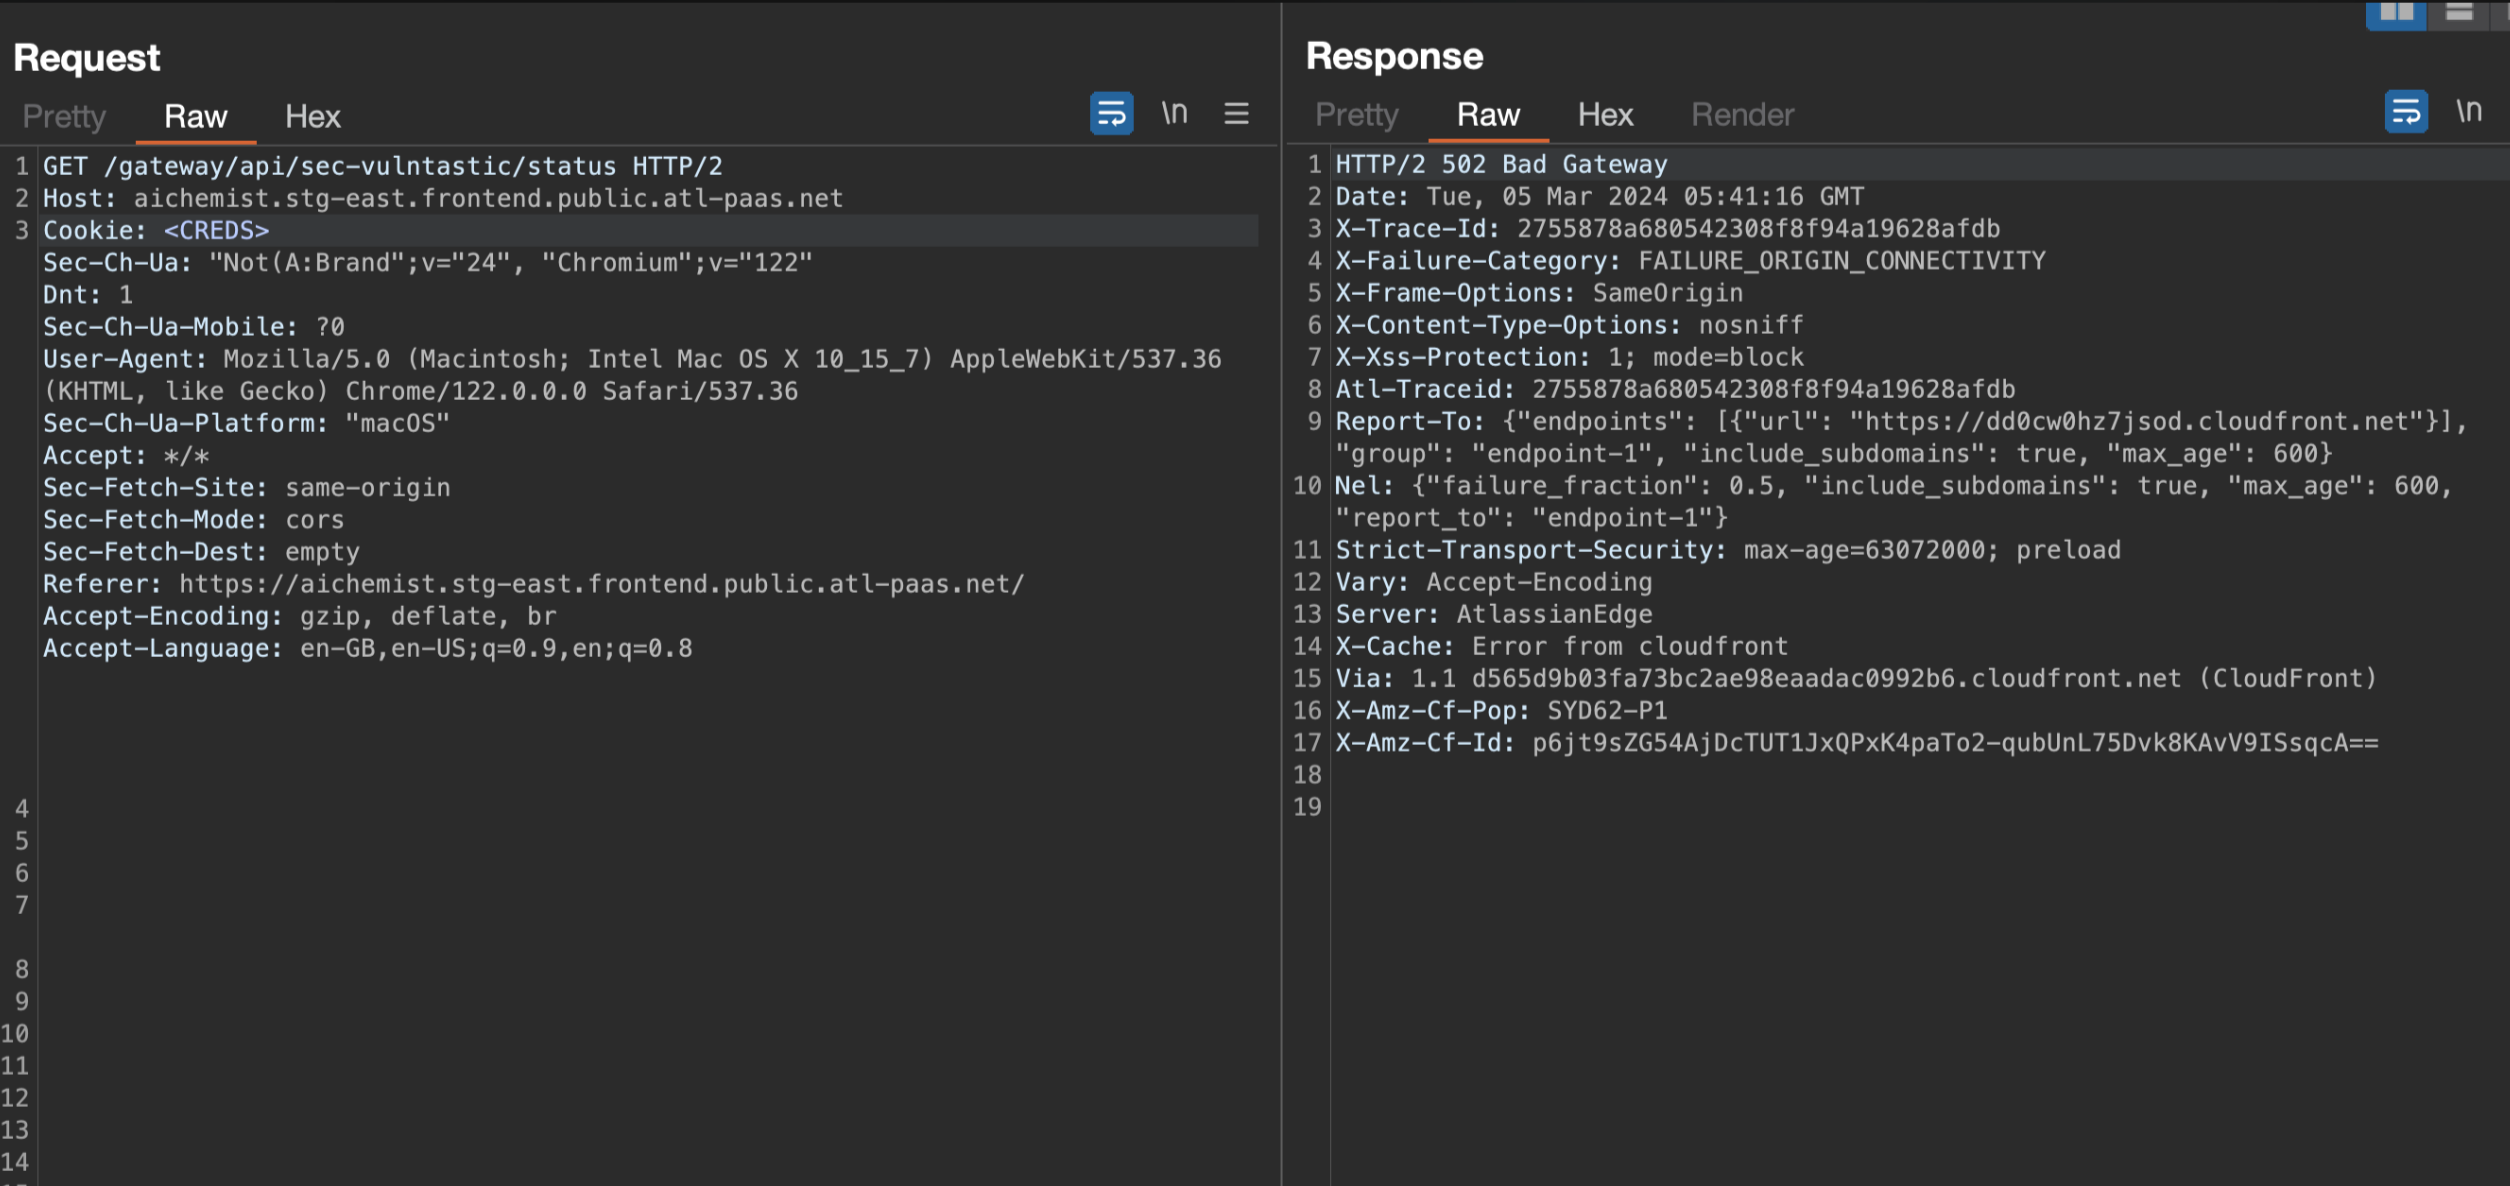 Request
Pretty Raw Hex \n
1 GET /gateway/api/sec-vulntastic/status HTTP/2
2 Host: aichemist.stg-east.frontend.public.atl-paas.net
3 Cookie: <CREDS>
Sec-Ch-Ua: "Not(A:Brand";v="24", "Chromium";v="122"
Dnt: 1
Sec-Ch-Ua-Mobile: ?0
User-Agent: Mozilla/5.0 (Macintosh; Intel Mac OS X 10_15_7) AppleWebKit/537.36
(KHTML, like Gecko) Chrome/122.0.0.0 Safari/537.36
Sec-Ch-Ua-Platform: "macOS"
Accept: */*
Sec-Fetch-Site: same-origin
Sec-Fetch-Mode: cors
Sec-Fetch-Dest: empty
Referer: https://aichemist.stg-east.frontend.public.atl-paas.net/
Accept-Encoding: gzip, deflate, br
Accept-Language: en-GB,en-US;q=0.9,en;q=0.8
4
5
6
7
8
9
10
11
12
13
14
Response
Pretty Raw Hex Render \n
1 HTTP/2 502 Bad Gateway
2 Date: Tue, 05 Mar 2024 05:41:16 GMT
3 X-Trace-Id: 2755878a680542308f8f94a19628afdb
4 X-Failure-Category: FAILURE_ORIGIN_CONNECTIVITY
5 X-Frame-Options: SameOrigin
6 X-Content-Type-Options: nosniff
7 X-Xss-Protection: 1; mode=block
8 Atl-Traceid: 2755878a680542308f8f94a19628afdb
9 Report-To: {"endpoints": [{"url": "https://dd0cw0hz7jsod.cloudfront.net"}],
"group": "endpoint-1", "include_subdomains": true, "max_age": 600}
10 Nel: {"failure_fraction": 0.5, "include_subdomains": true, "max_age": 600,
"report_to": "endpoint-1"}
11 Strict-Transport-Security: max-age=63072000; preload
12 Vary: Accept-Encoding
13 Server: AtlassianEdge
14 X-Cache: Error from cloudfront
15 Via: 1.1 d565d9b03fa73bc2ae98eaadac0992b6.cloudfront.net (CloudFront)
16 X-Amz-Cf-Pop: SYD62-P1
17 X-Amz-Cf-Id: p6jt9sZG54AjDcTUT1JxQPxK4paTo2-qubUnL75Dvk8KAvV9ISsqcA==
18
19